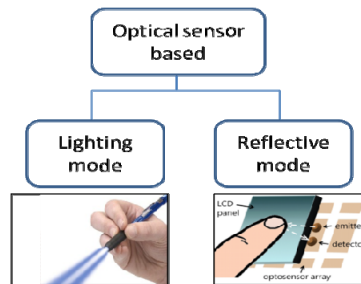 Optical sensor
based
Lighting
mode
Reflective
mode
LCD
panel
emitte
detecto
optosensor array